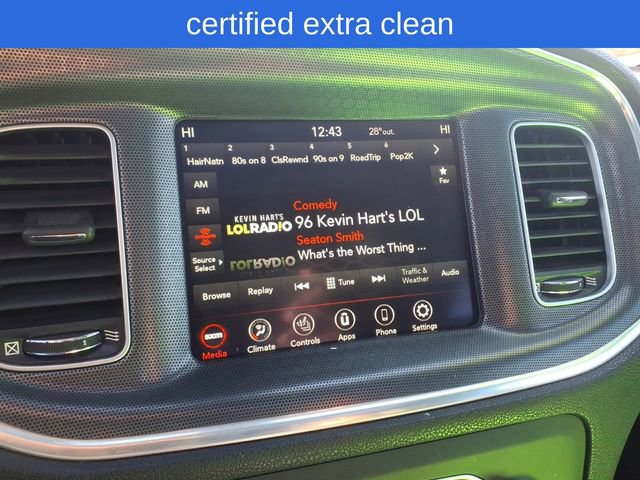 certified extra clean
HI 12:43 28°out. HI
1 2 3 4 5 6
HairNatn 80s on 8 ClsRewnd 90s on 9 RoadTrip Pop2K
AM
Fav
FM
Comedy
KEVIN HART'S
LOLRADIO
96 Kevin Hart's LOL
Seaton Smith
What's the Worst Thing ...
Source
Select
LOLRADIO
Browse Replay Tune Traffic &
Weather Audio
sxm
Media Climate Controls Apps Phone Settings